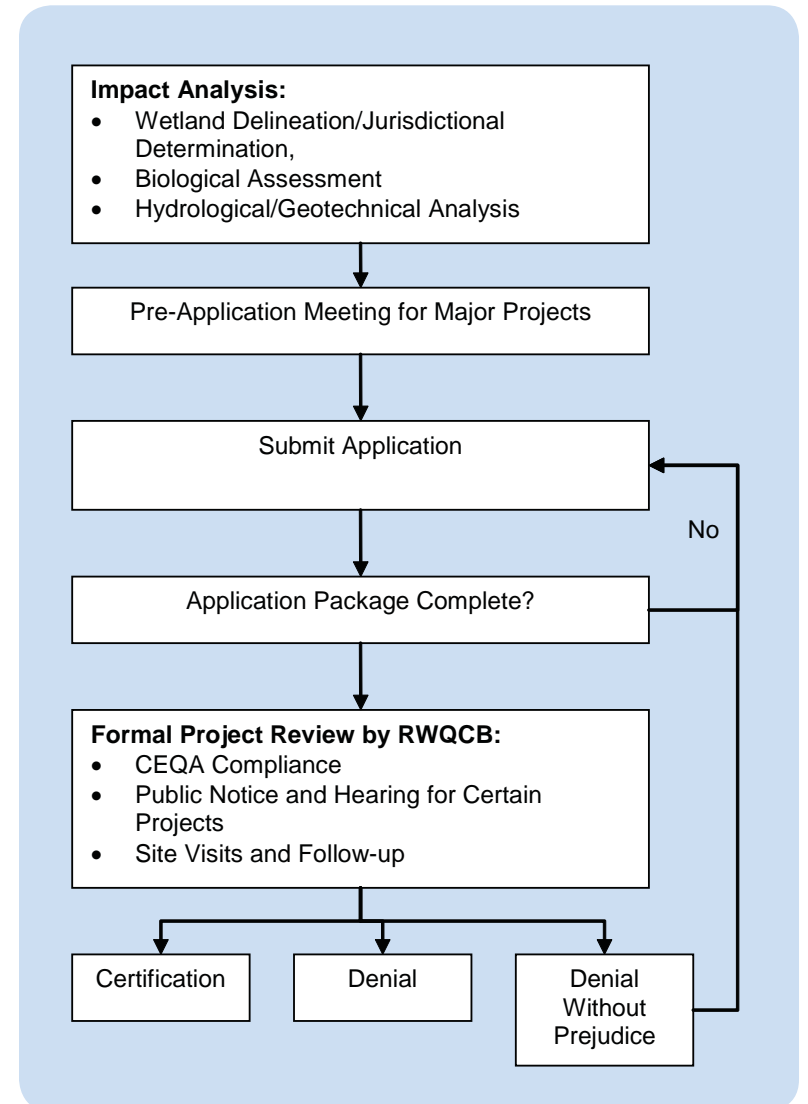 Impact Analysis:
• Wetland Delineation/Jurisdictional
Determination,
• Biological Assessment
• Hydrological/Geotechnical Analysis
Pre-Application Meeting for Major Projects
Submit Application
No
Application Package Complete?
Formal Project Review by RWQCB:
• CEQA Compliance
• Public Notice and Hearing for Certain
Projects
• Site Visits and Follow-up
Certification
Denial
Denial
Without
Prejudice